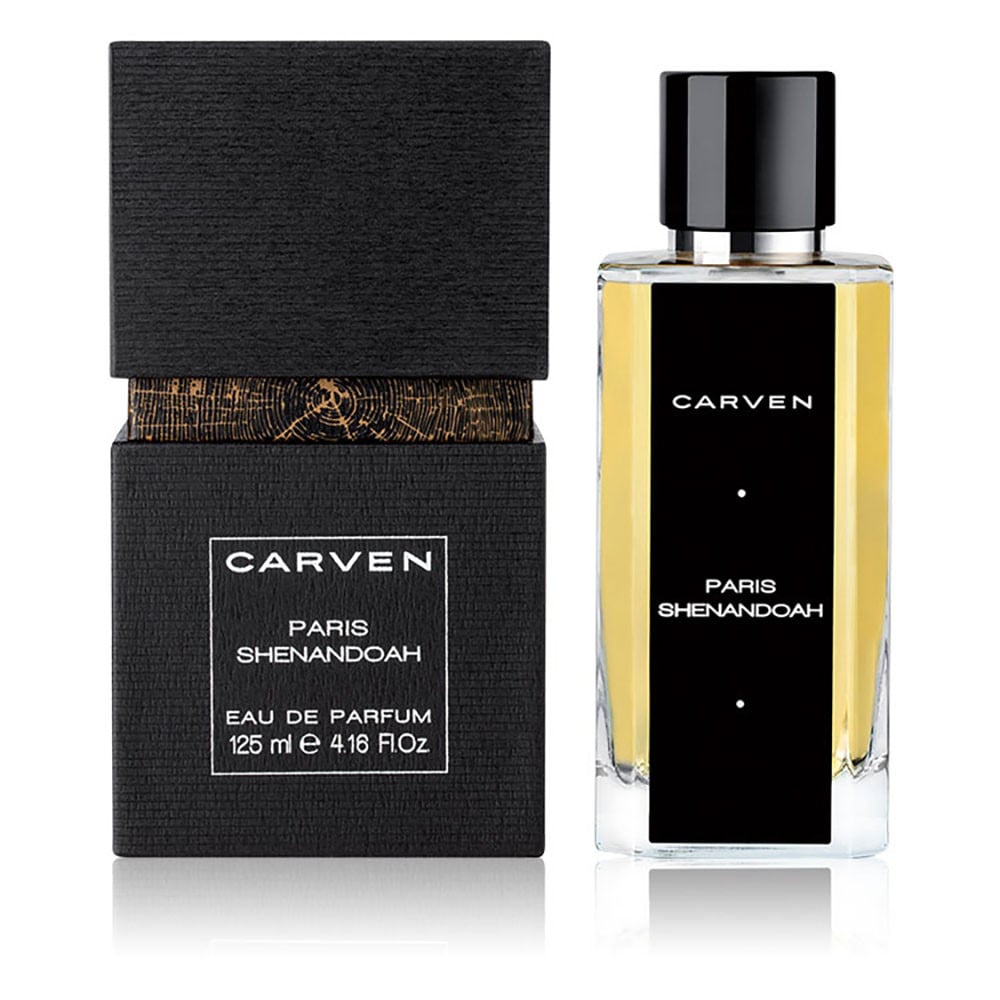 CARVEN
PARIS
SHENANDOAH
EAU DE PARFUM
125 ml e 4.16 Fl.Oz.
CARVEN
PARIS
SHENANDOAH